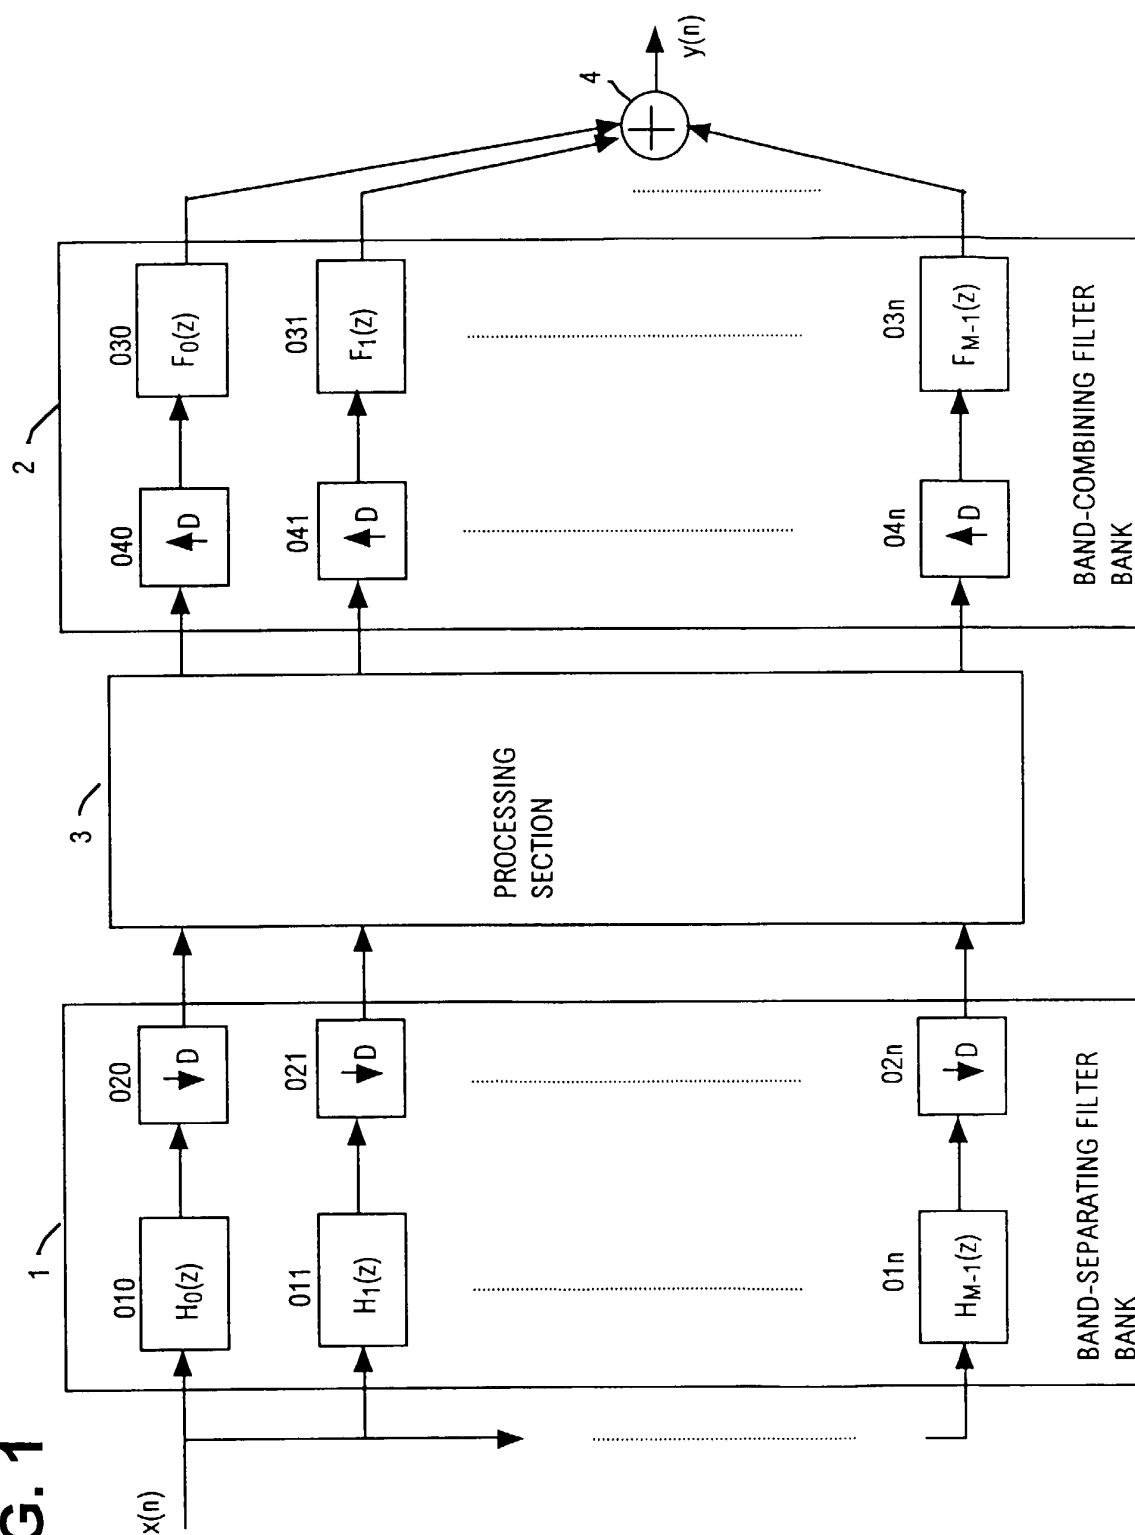 G. 1
x(n)
1
010
H0(z)
020
↓D
011
H1(z)
021
↓D
01n
HM-1(z)
02n
↓D
BAND-SEPARATING FILTER
BANK
3
PROCESSING
SECTION
2
040
↑D
030
F0(z)
041
↑D
031
F1(z)
04n
↑D
03n
FM-1(z)
BAND-COMBINING FILTER
BANK
4
+
y(n)